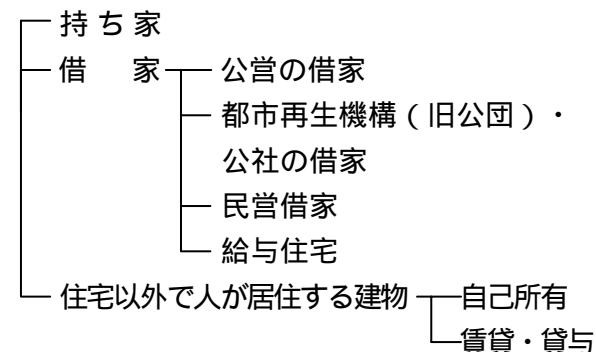 持ち家
借　家
公営の借家
都市再生機構（旧公団）・
公社の借家
民営借家
給与住宅
住宅以外で人が居住する建物
自己所有
賃貸・貸与